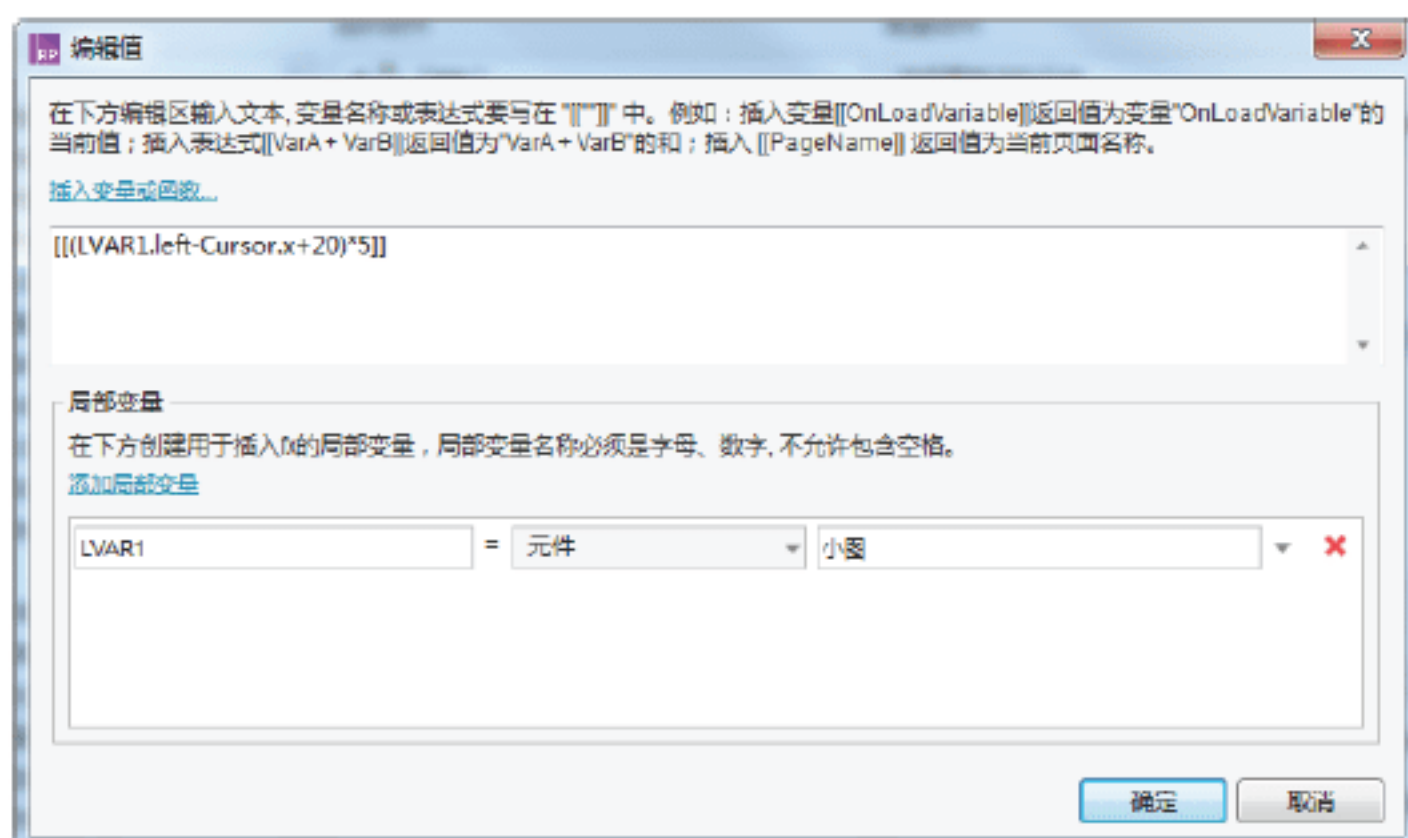 RP 编辑值
在下方编辑区输入文本,变量名称或表达式要写在 "[[""]]" 中。例如：插入变量[[OnLoadVariable]]返回值为变量"OnLoadVariable"的
当前值；插入表达式[[VarA + VarB]]返回值为"VarA + VarB"的和；插入 [[PageName]] 返回值为当前页面名称。
插入变量或函数...
[[(LVAR1.left-Cursor.x+20)*5]]
局部变量
在下方创建用于插入fx的局部变量，局部变量名称必须是字母、数字,不允许包含空格。
添加局部变量
LVAR1 = 元件 小图
确定 取消